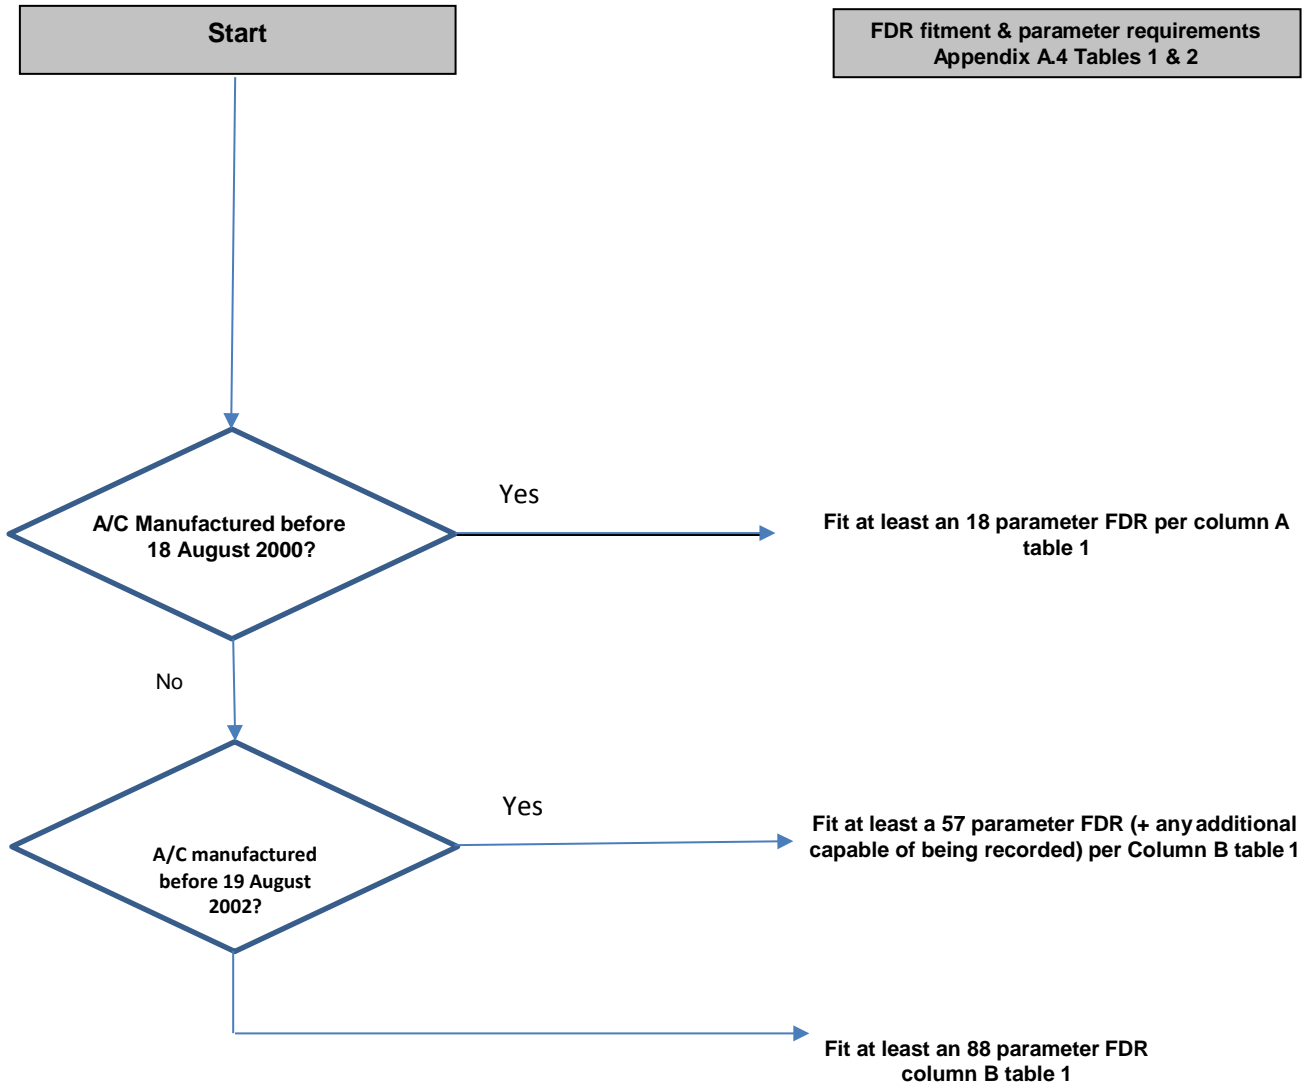 Start
FDR fitment & parameter requirements
Appendix A.4 Tables 1 & 2
Yes
A/C Manufactured before
18 August 2000?
Fit at least an 18 parameter FDR per column A
table 1
No
Yes
A/C manufactured
before 19 August
2002?
Fit at least a 57 parameter FDR (+ any additional
capable of being recorded) per Column B table 1
Fit at least an 88 parameter FDR
column B table 1